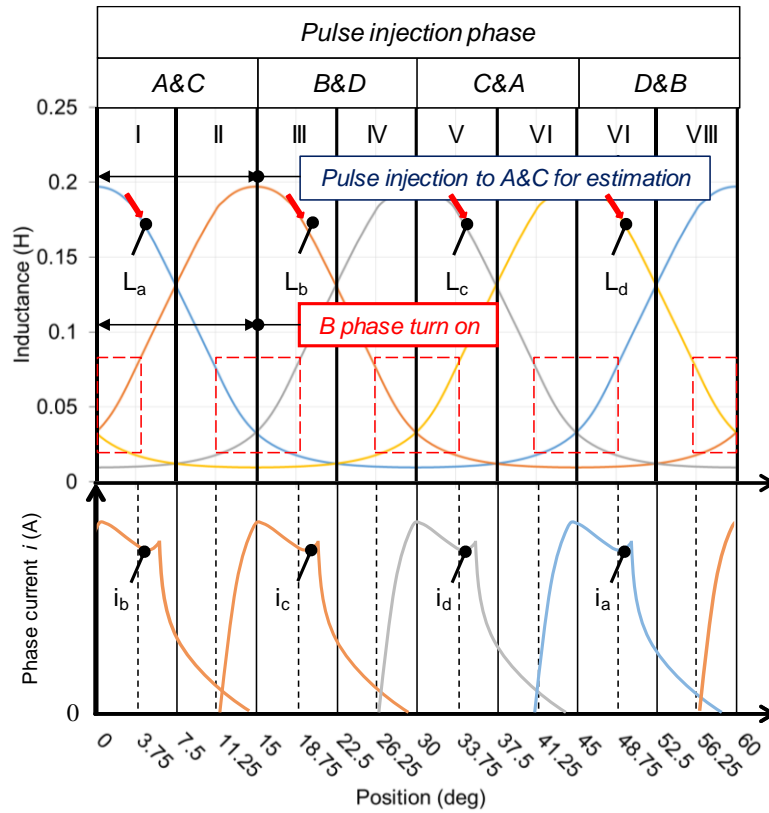 Pulse injection phase
A&C B&D C&A D&B
0.25
Ⅰ Ⅱ Ⅲ Ⅳ Ⅴ Ⅵ Ⅵ Ⅷ
0.2
Pulse injection to A&C for estimation
0.15
La Lb Lc Ld
B phase turn on
0.1
0.05
0
Inductance (H)
ib ic id ia
Phase current i (A)
0
0 3.75 7.5 11.25 15 18.75 22.5 26.25 30 33.75 37.5 41.25 45 48.75 52.5 56.25 60
Position (deg)